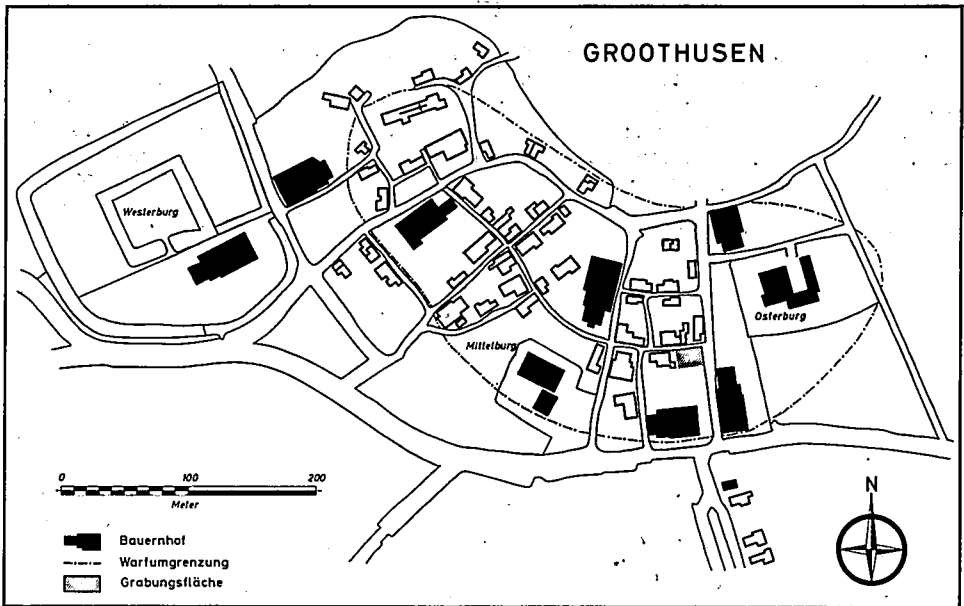 GROOTHUSEN
Westerburg
Osterburg
Mittelburg
0 100 200
Meter
Bauernhof
Warfumgrenzung
Grabungsfläche
N